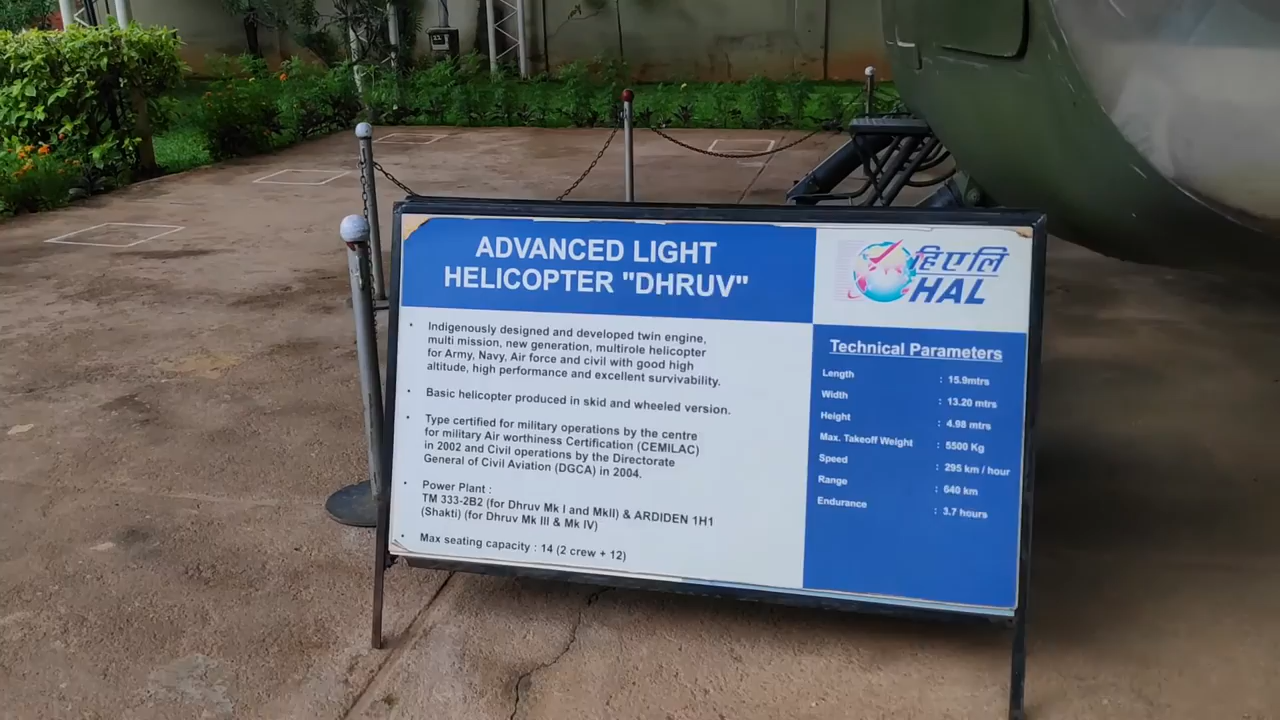 ADVANCED LIGHT
HELICOPTER "DHRUV"
हिएलि
HAL
• Indigenously designed and developed twin engine,
multi mission, new generation, multirole helicopter
for Army, Navy, Air force and civil with good high
altitude, high performance and excellent survivability.
• Basic helicopter produced in skid and wheeled version.
• Type certified for military operations by the centre
for military Air worthiness Certification (CEMILAC)
in 2002 and Civil operations by the Directorate
General of Civil Aviation (DGCA) in 2004.
• Power Plant :
TM 333-2B2 (for Dhruv Mk I and MkII) & ARDIDEN 1H1
(Shakti) (for Dhruv Mk III & Mk IV)
• Max seating capacity : 14 (2 crew + 12)
Technical Parameters
Length : 15.9mtrs
Width : 13.20 mtrs
Height : 4.98 mtrs
Max. Takeoff Weight : 5500 Kg
Speed : 295 km / hour
Range : 640 km
Endurance : 3.7 hours